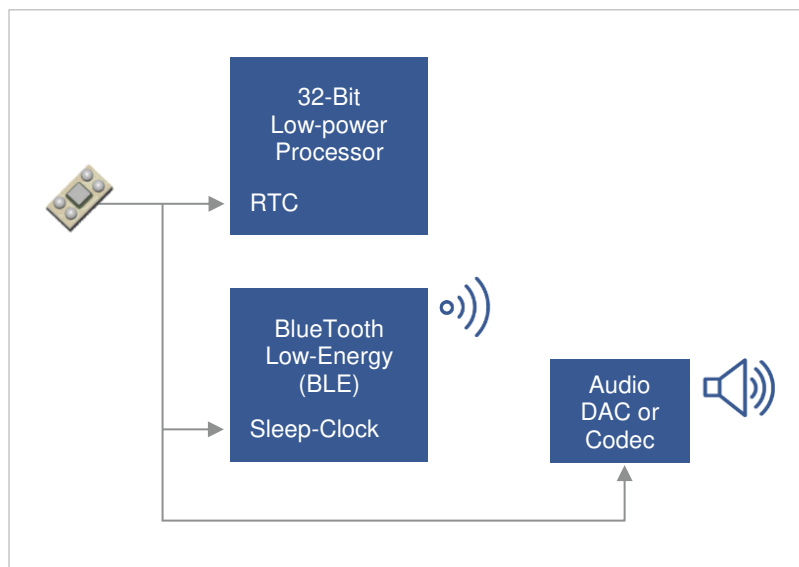 32-Bit
Low-power
Processor
RTC
BlueTooth
Low-Energy
(BLE)
Sleep-Clock
Audio
DAC or
Codec